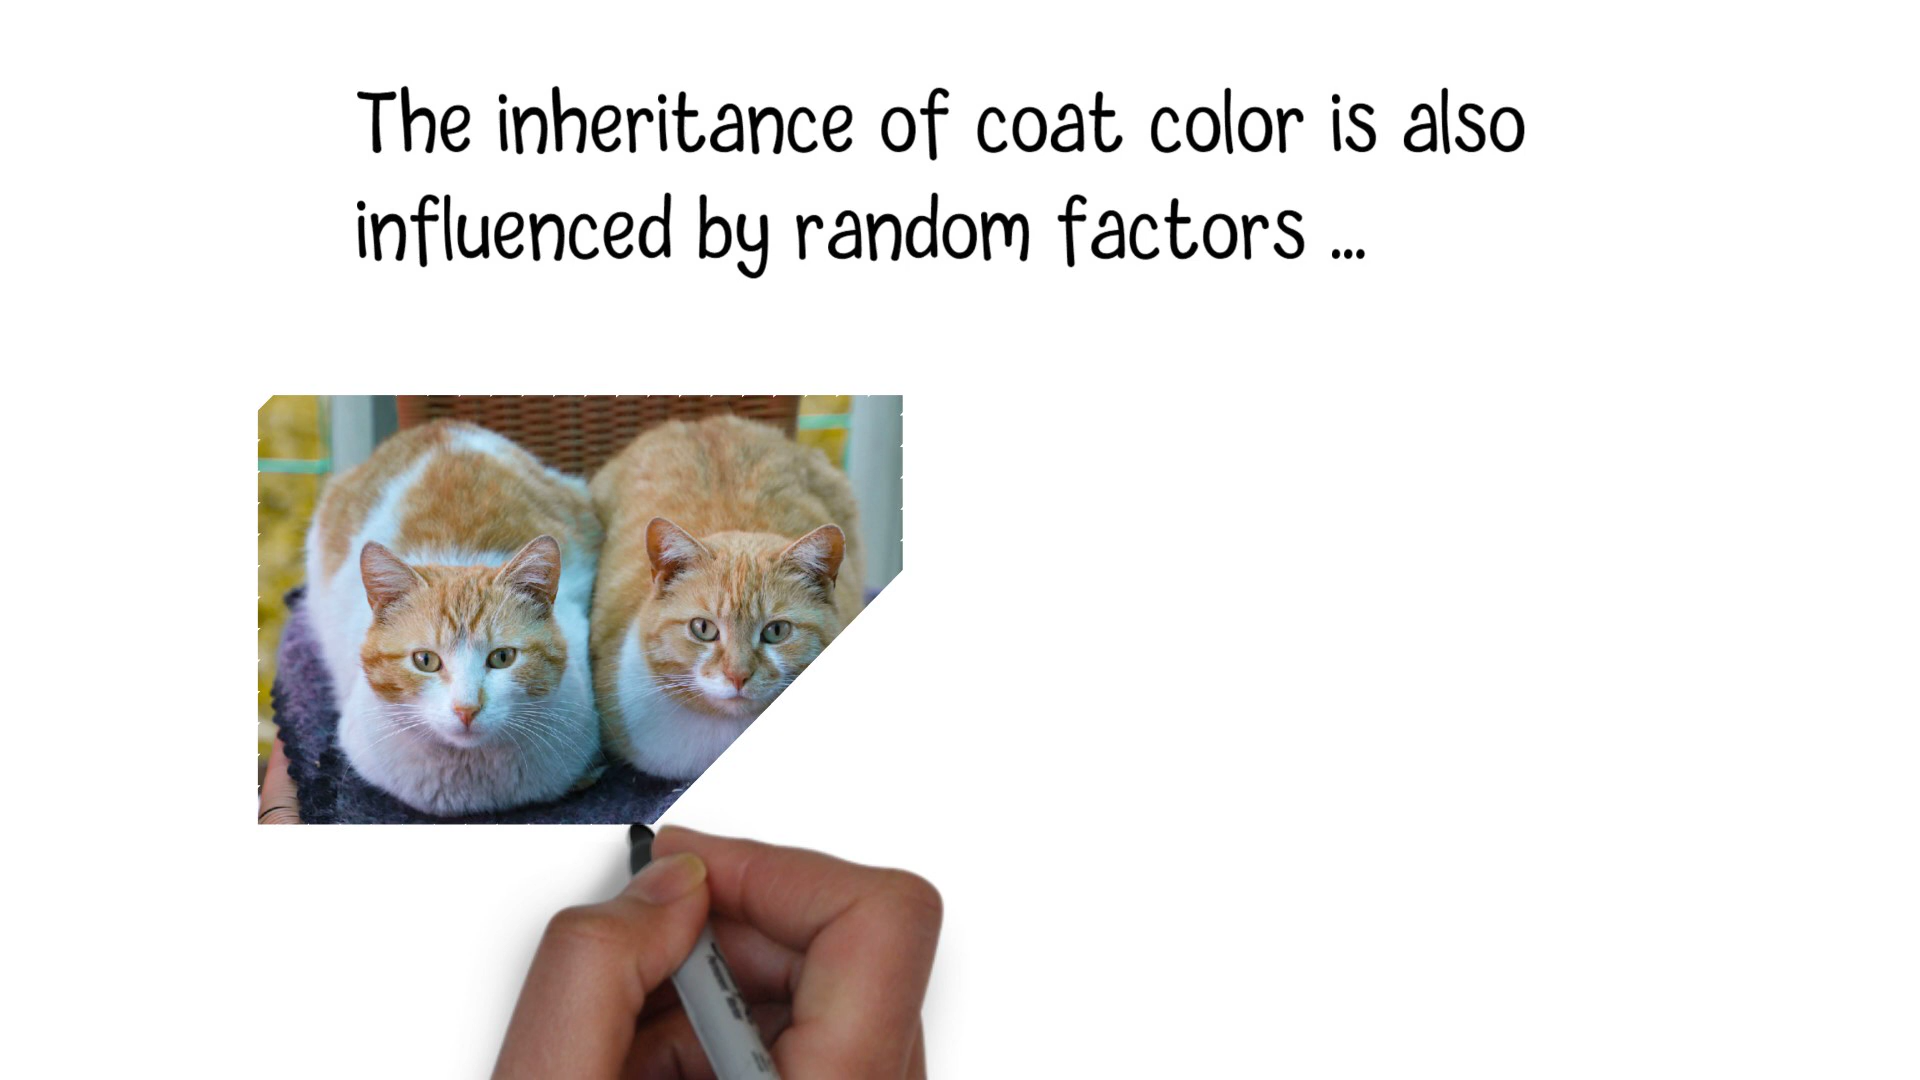 The inheritance of coat color is also
influenced by random factors ...